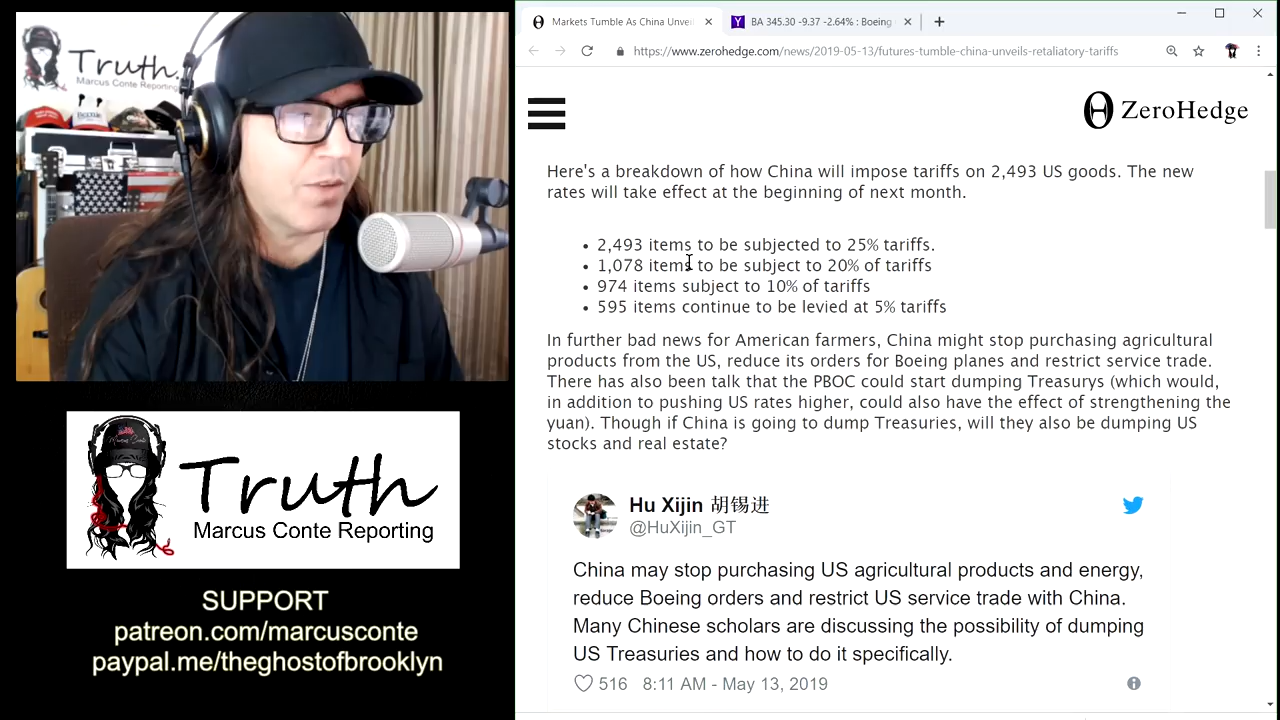 Truth.
Marcus Conte Reporting
Truth
Marcus Conte Reporting
SUPPORT
patreon.com/marcusconte
paypal.me/theghostofbrooklyn
Markets Tumble As China Unvei
BA 345.30 -9.37 -2.64% : Boeing
https://www.zerohedge.com/news/2019-05-13/futures-tumble-china-unveils-retaliatory-tariffs
ZeroHedge
Here's a breakdown of how China will impose tariffs on 2,493 US goods. The new
rates will take effect at the beginning of next month.
• 2,493 items to be subjected to 25% tariffs.
• 1,078 items to be subject to 20% of tariffs
• 974 items subject to 10% of tariffs
• 595 items continue to be levied at 5% tariffs
In further bad news for American farmers, China might stop purchasing agricultural
products from the US, reduce its orders for Boeing planes and restrict service trade.
There has also been talk that the PBOC could start dumping Treasurys (which would,
in addition to pushing US rates higher, could also have the effect of strengthening the
yuan). Though if China is going to dump Treasuries, will they also be dumping US
stocks and real estate?
Hu Xijin 胡锡进
@HuXijin_GT
China may stop purchasing US agricultural products and energy,
reduce Boeing orders and restrict US service trade with China.
Many Chinese scholars are discussing the possibility of dumping
US Treasuries and how to do it specifically.
516 8:11 AM - May 13, 2019